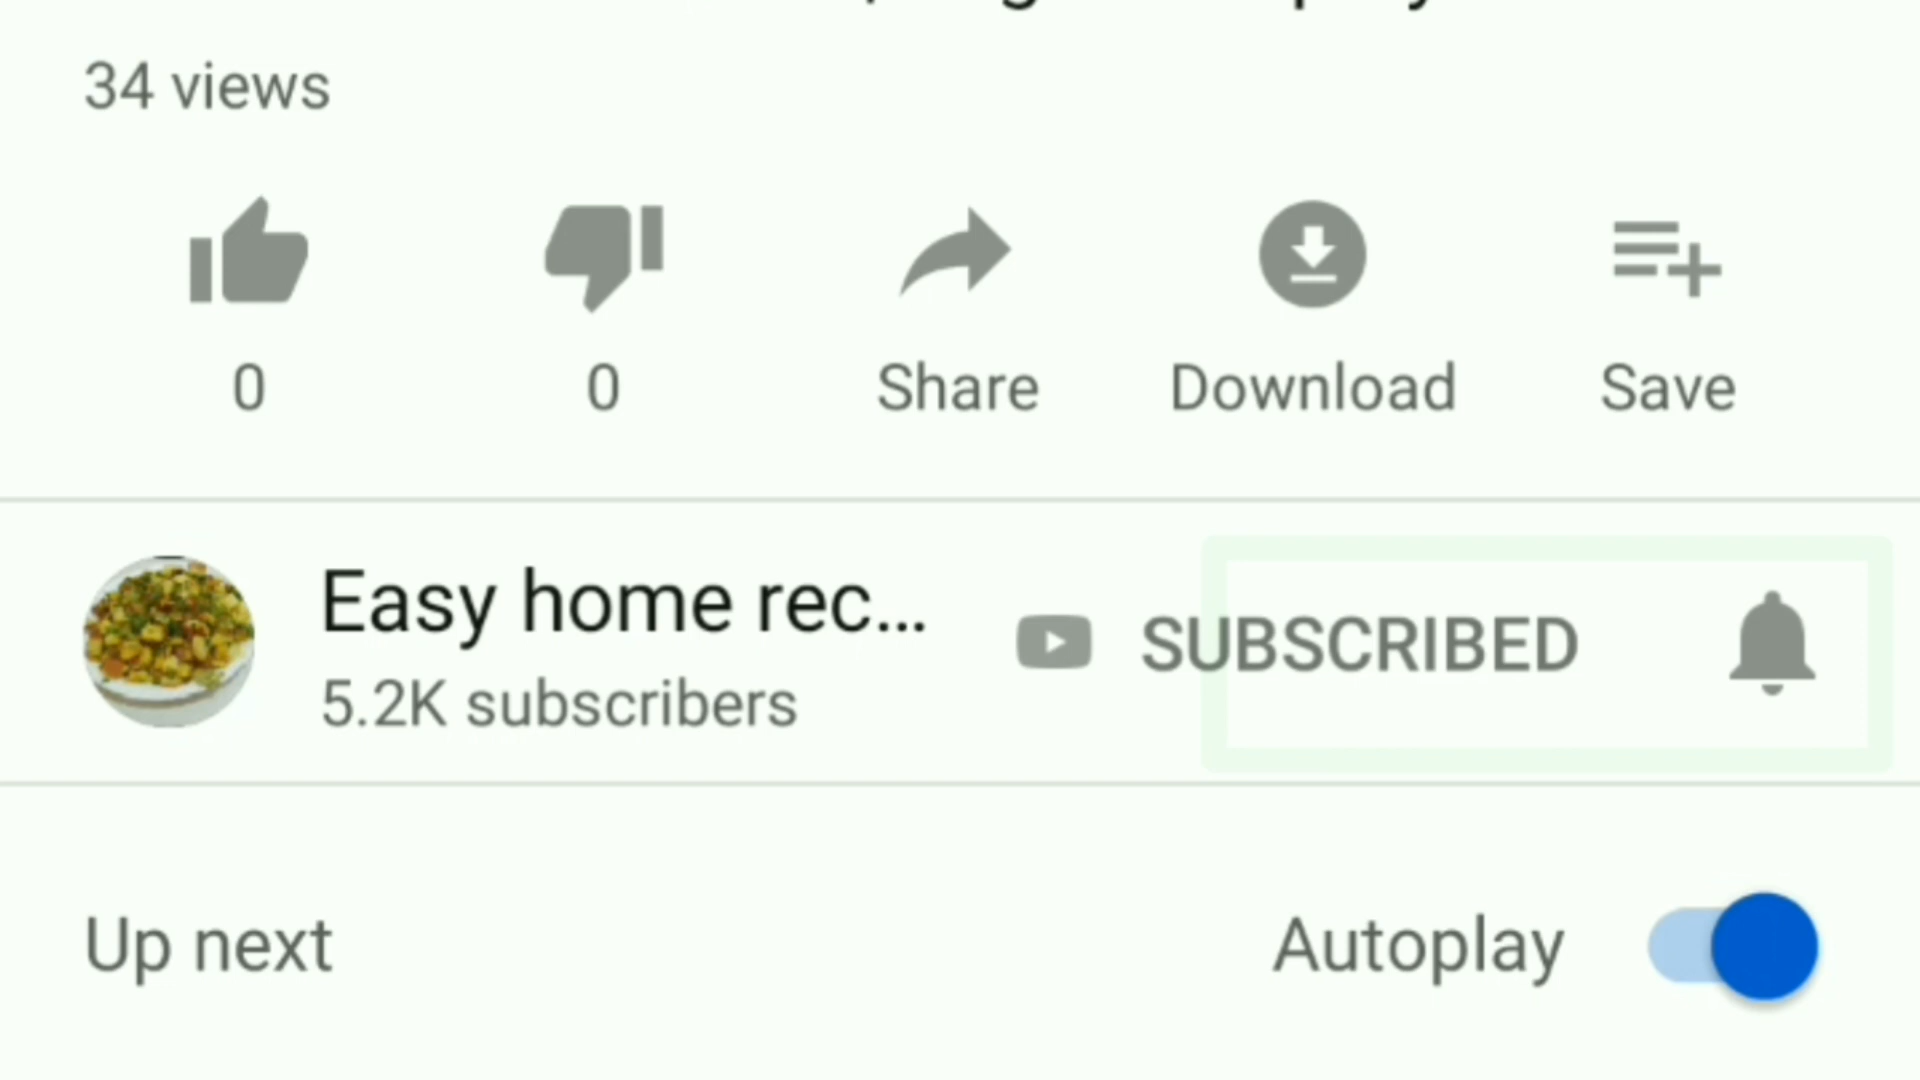 34 views
0
0
Share
Download
Save
Easy home rec...
SUBSCRIBED
5.2K subscribers
Up next
Autoplay